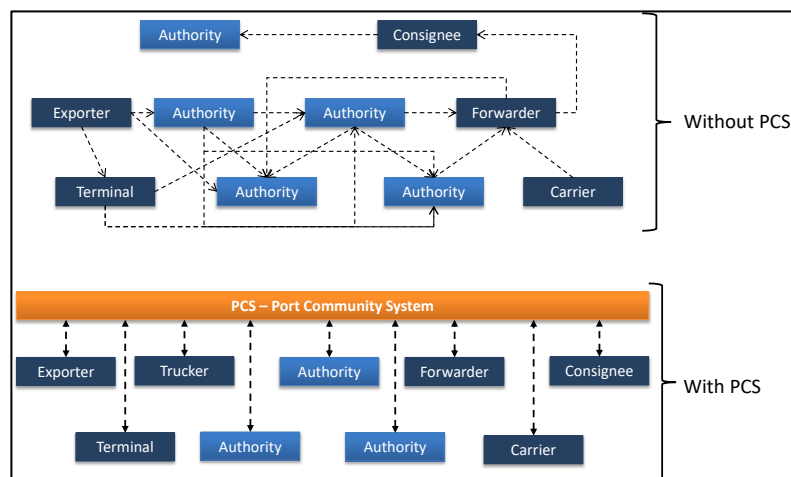 Authority
Consignee
Exporter
Authority
Authority
Forwarder
Without PCS
Terminal
Authority
Authority
Carrier
PCS – Port Community System
Exporter
Trucker
Authority
Forwarder
Consignee
With PCS
Terminal
Authority
Authority
Carrier